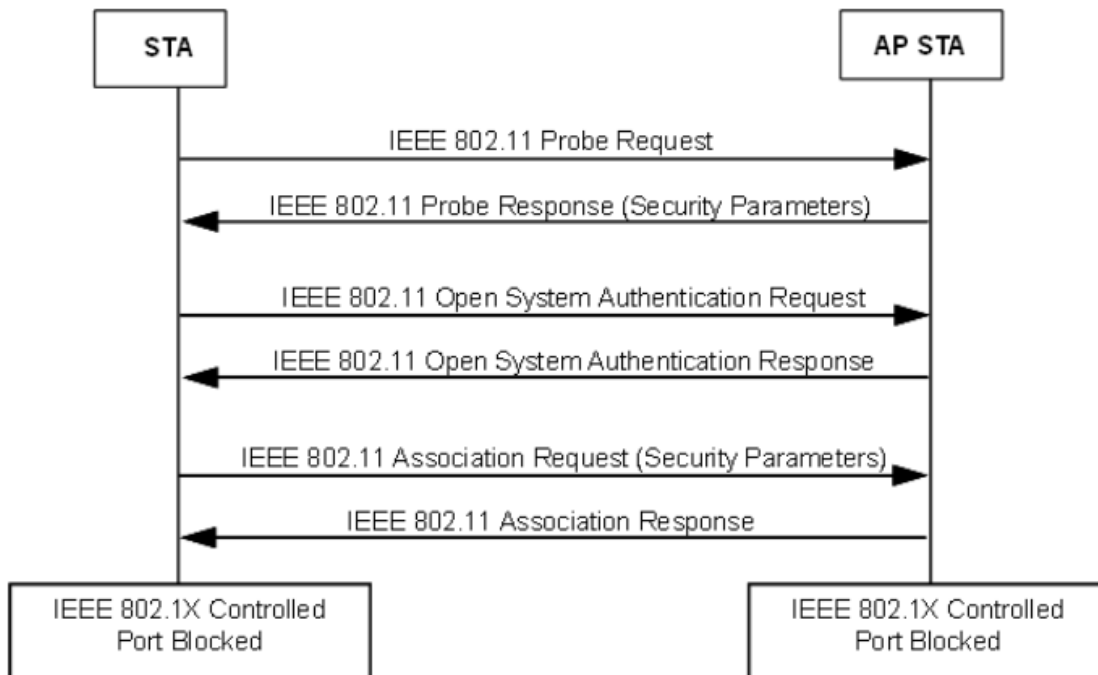 STA
AP STA
IEEE 802.11 Probe Request
IEEE 802.11 Probe Response (Security Parameters)
IEEE 802.11 Open System Authentication Request
IEEE 802.11 Open System Authentication Response
IEEE 802.11 Association Request (Security Parameters)
IEEE 802.11 Association Response
IEEE 802.1X Controlled
Port Blocked
IEEE 802.1X Controlled
Port Blocked